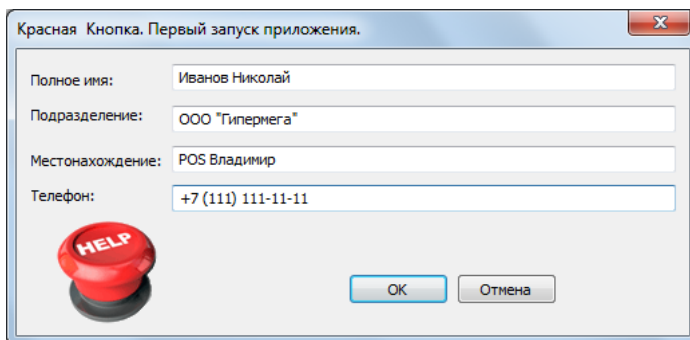 Красная Кнопка. Первый запуск приложения.
Полное имя: Иванов Николай
Подразделение: ООО "Гипермега"
Местонахождение: POS Владимир
Телефон: +7 (111) 111-11-11
HELP
OK Отмена